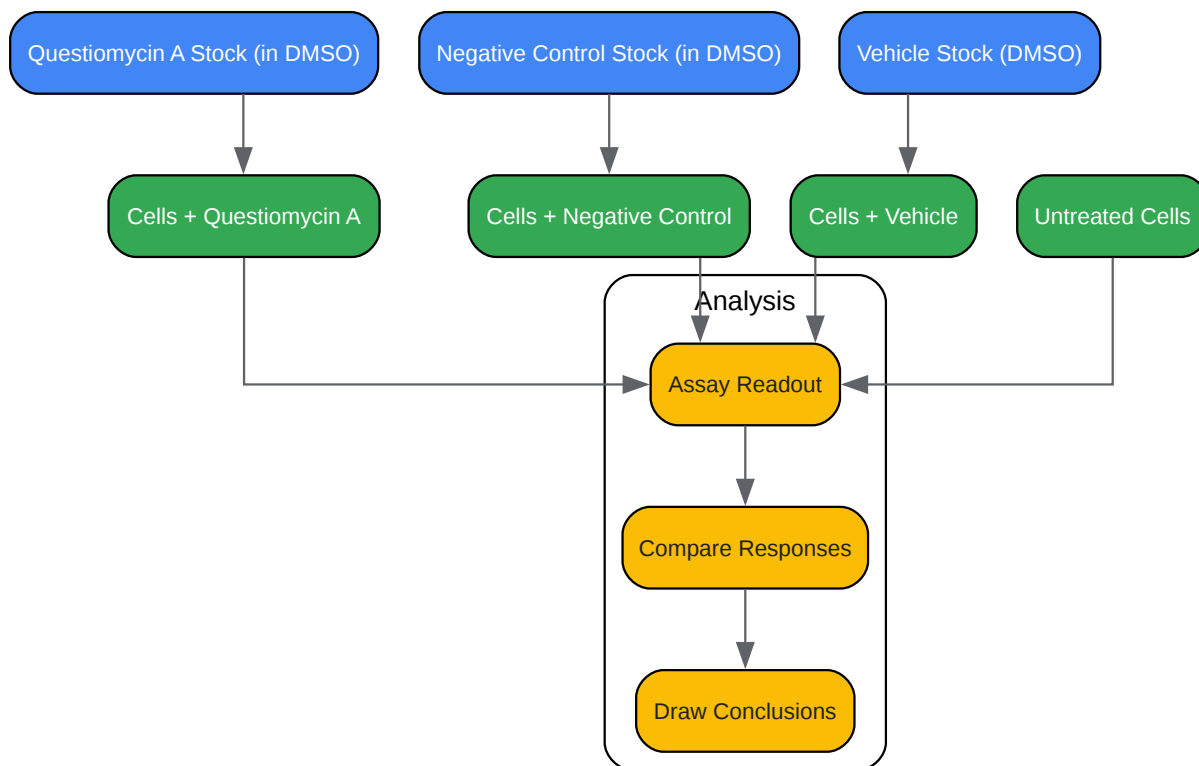 Questiomycin A Stock (in DMSO)
Negative Control Stock (in DMSO)
Vehicle Stock (DMSO)
Cells + Questiomycin A
Cells + Negative Control
Cells + Vehicle
Untreated Cells
Analysis
Assay Readout
Compare Responses
Draw Conclusions